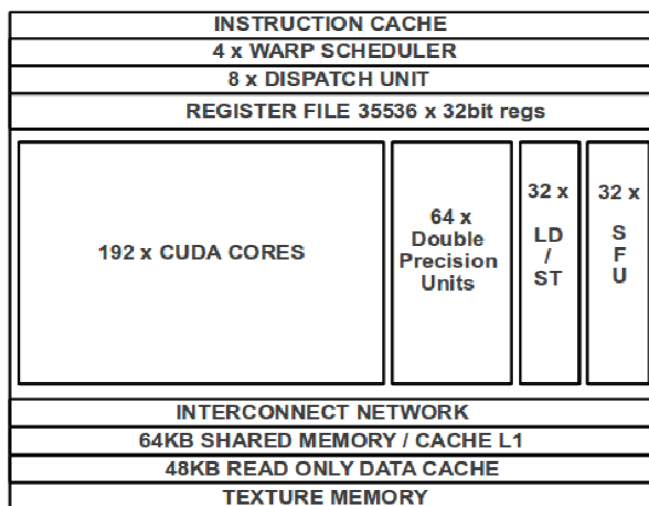 INSTRUCTION CACHE
4 x WARP SCHEDULER
8 x DISPATCH UNIT
REGISTER FILE 35536 x 32bit regs
192 x CUDA CORES
64 x
Double
Precision
Units
32 x
LD
/
ST
32 x
S
F
U
INTERCONNECT NETWORK
64KB SHARED MEMORY / CACHE L1
48KB READ ONLY DATA CACHE
TEXTURE MEMORY